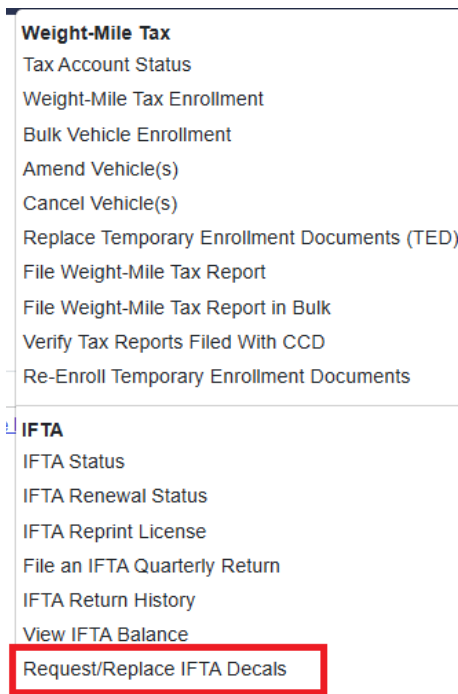 Weight-Mile Tax
Tax Account Status
Weight-Mile Tax Enrollment
Bulk Vehicle Enrollment
Amend Vehicle(s)
Cancel Vehicle(s)
Replace Temporary Enrollment Documents (TED)
File Weight-Mile Tax Report
File Weight-Mile Tax Report in Bulk
Verify Tax Reports Filed With CCD
Re-Enroll Temporary Enrollment Documents
IFTA
IFTA Status
IFTA Renewal Status
IFTA Reprint License
File an IFTA Quarterly Return
IFTA Return History
View IFTA Balance
Request/Replace IFTA Decals